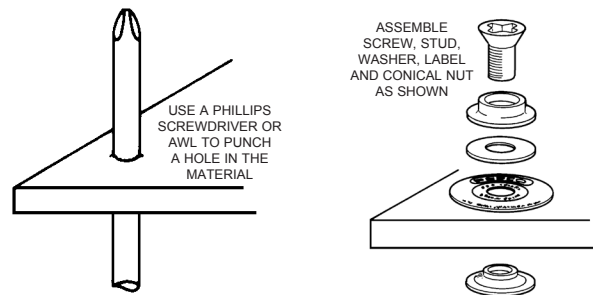 USE A PHILLIPS
SCREWDRIVER OR
AWL TO PUNCH
A HOLE IN THE
MATERIAL
ASSEMBLE
SCREW, STUD,
WASHER, LABEL
AND CONICAL NUT
AS SHOWN